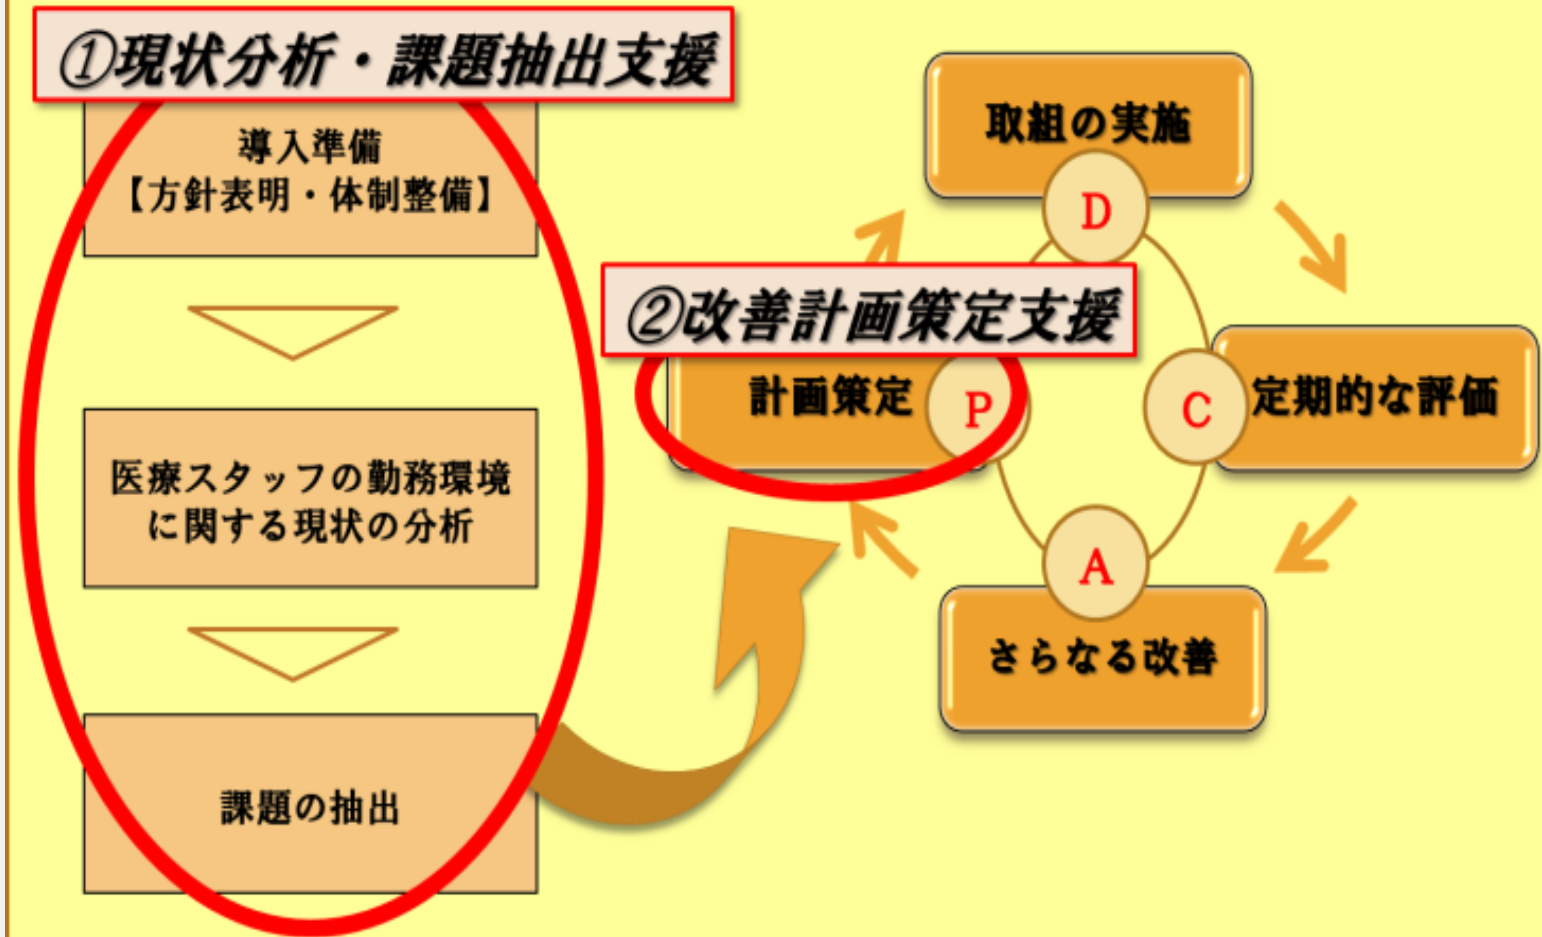 ①現状分析・課題抽出支援
導入準備
【方針表明・体制整備】
医療スタッフの勤務環境
に関する現状の分析
課題の抽出
取組の実施
D
②改善計画策定支援
計画策定
P
C
定期的な評価
A
さらなる改善